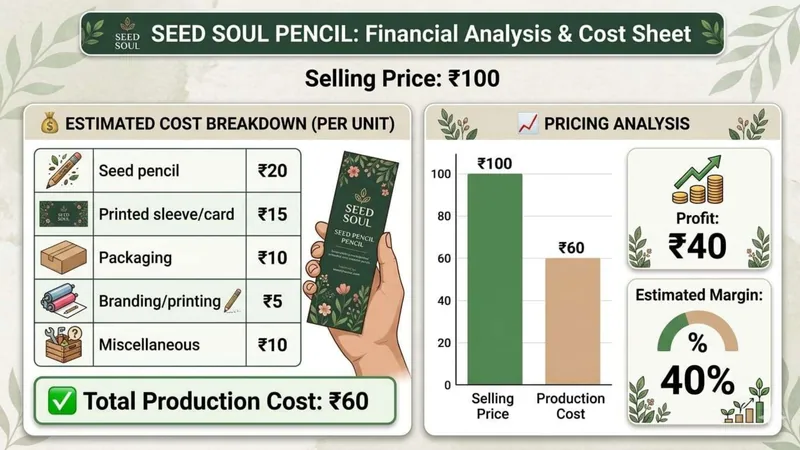 SEED SOUL
SEED SOUL PENCIL: Financial Analysis & Cost Sheet
Selling Price: ₹100
ESTIMATED COST BREAKDOWN (PER UNIT)
Seed pencil ₹20
SEED SOUL
Printed sleeve/card ₹15
Packaging ₹10
Branding/printing ₹5
Miscellaneous ₹10
Total Production Cost: ₹60
SEED
SOUL
SEED PENCIL
PENCIL
PRICING ANALYSIS
₹100
₹60
100
80
60
40
20
0
Selling Price
Production Cost
Profit:
₹40
Estimated Margin:
%
40%